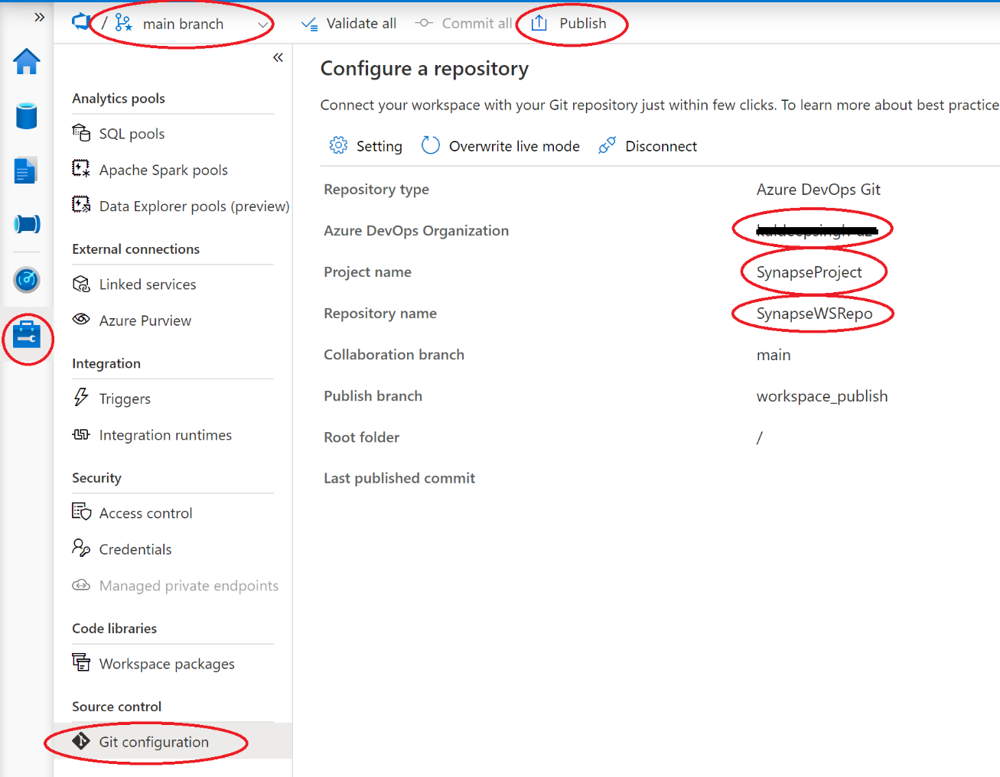 / main branch
Validate all
Commit all
Publish
Analytics pools
SQL pools
Apache Spark pools
Data Explorer pools (preview)
External connections
Linked services
Azure Purview
Integration
Triggers
Integration runtimes
Security
Access control
Credentials
Managed private endpoints
Code libraries
Workspace packages
Source control
Git configuration
Configure a repository
Connect your workspace with your Git repository just within few clicks. To learn more about best practice
Setting
Overwrite live mode
Disconnect
Repository type Azure DevOps Git
Azure DevOps Organization
Project name SynapseProject
Repository name SynapseWSRepo
Collaboration branch main
Publish branch workspace_publish
Root folder /
Last published commit